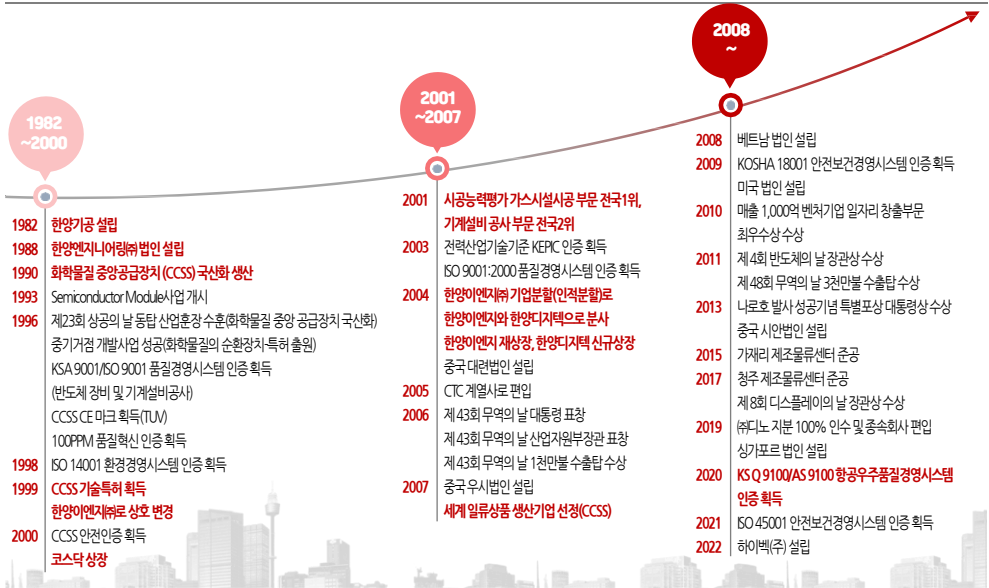 1982
~2000
1982 한양기공 설립
1988 한양엔지니어링㈜ 법인 설립
1990 화학물질 중앙공급장치 (CCSS) 국산화 생산
1993 Semiconductor Module사업 개시
1996 제23회 상공의 날 동탑 산업훈장 수훈(화학물질 중앙 공급장치 국산화)
중기거점 개발사업 성공(화학물질의 순환장치-특허 출원)
KSA 9001/ISO 9001 품질경영시스템 인증 획득
(반도체 장비 및 기계설비공사)
CCSS CE 마크 획득(TUV)
100PPM 품질혁신 인증 획득
1998 ISO 14001 환경경영시스템 인증 획득
1999 CCSS 기술특허 획득
한양이엔지㈜로 상호 변경
2000 CCSS 안전인증 획득
코스닥 상장
2001
~2007
2001 시공능력평가 가스시설시공 부문 전국1위,
기계설비 공사 부문 전국2위
2003 전력산업기술기준 KEPIC 인증 획득
ISO 9001:2000 품질경영시스템 인증 획득
2004 한양이엔지㈜ 기업분할(인적분할)로
한양이엔지와 한양디지텍으로 분사
한양이엔지 재상장, 한양디지텍 신규상장
중국 대련법인 설립
2005 CTC 계열사로 편입
2006 제 43회 무역의 날 대통령 표창
제 43회 무역의 날 산업자원부장관 표창
제 43회 무역의 날 1천만불 수출탑 수상
2007 중국 우시법인 설립
세계 일류상품 생산기업 선정(CCSS)
2008
~
2008 베트남 법인 설립
2009 KOSHA 18001 안전보건경영시스템 인증 획득
미국 법인 설립
2010 매출 1,000억 벤처기업 일자리 창출부문
최우수상 수상
2011 제 4회 반도체의 날 장관상 수상
제 48회 무역의 날 3천만불 수출탑 수상
2013 나로호 발사 성공기념 특별포상 대통령상 수상
중국 시안법인 설립
2015 가재리 제조물류센터 준공
2017 청주 제조물류센터 준공
제 8회 디스플레이의 날 장관상 수상
2019 ㈜디노 지분 100% 인수 및 종속회사 편입
싱가포르 법인 설립
2020 KS Q 9100/AS 9100 항공우주품질경영시스템
인증 획득
2021 ISO 45001 안전보건경영시스템 인증 획득
2022 하이벡(주) 설립